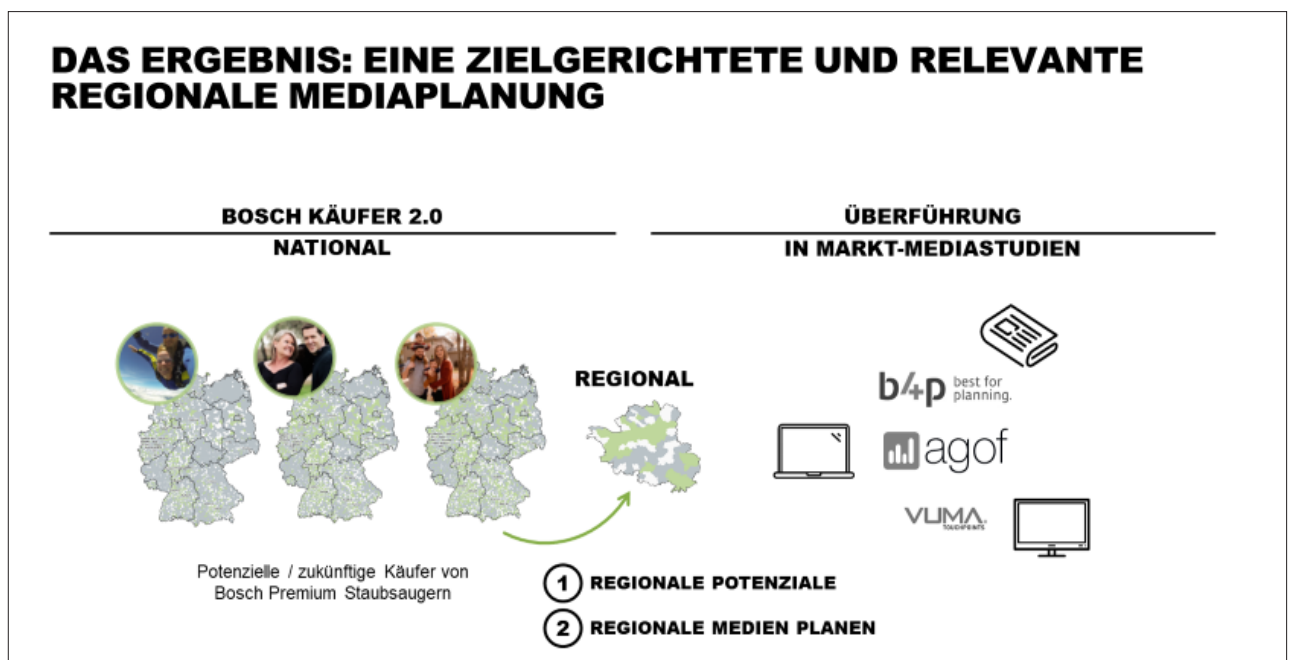 DAS ERGEBNIS: EINE ZIELGERICHTETE UND RELEVANTE
REGIONALE MEDIAPLANUNG
BOSCH KÄUFER 2.0
NATIONAL
ÜBERFÜHRUNG
IN MARKT-MEDIASTUDIEN
REGIONAL
b4p best for
planning.
agof
VUMA
TOUCHPOINTS
Potenzielle / zukünftige Käufer von
Bosch Premium Staubsaugern
1 REGIONALE POTENZIALE
2 REGIONALE MEDIEN PLANEN